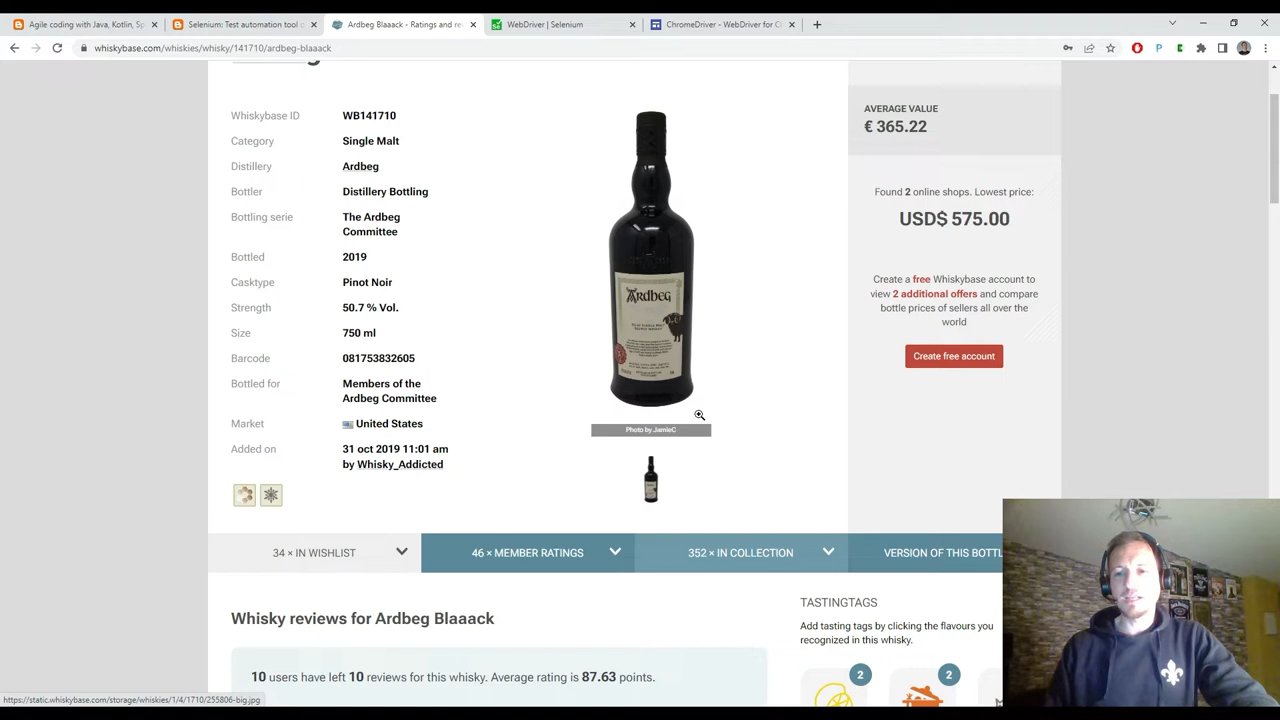 Agile coding with Java, Kotlin, Sp
Selenium: Test automation tool o
Ardbeg Blaaack - Ratings and re
WebDriver | Selenium
ChromeDriver - WebDriver for C
whiskybase.com/whiskies/whisky/141710/ardbeg-blaaack
Whiskybase ID WB141710
Category Single Malt
Distillery Ardbeg
Bottler Distillery Bottling
Bottling serie The Ardbeg
Committee
Bottled 2019
Casktype Pinot Noir
Strength 50.7 % Vol.
Size 750 ml
Barcode 081753832605
Bottled for Members of the
Ardbeg Committee
Market United States
Added on 31 oct 2019 11:01 am
by Whisky_Addicted
ARDBEG
Photo by JamieC
AVERAGE VALUE
€ 365.22
Found 2 online shops. Lowest price:
USD$ 575.00
Create a free Whiskybase account to
view 2 additional offers and compare
bottle prices of sellers all over the
world
Create free account
34 × IN WISHLIST
46 × MEMBER RATINGS
352 × IN COLLECTION
VERSION OF THIS BOTTL
Whisky reviews for Ardbeg Blaaack
10 users have left 10 reviews for this whisky. Average rating is 87.63 points.
TASTINGTAGS
Add tasting tags by clicking the flavours you
recognized in this whisky.
2
2
https://static.whiskybase.com/storage/whiskies/1/4/1710/255806-big.jpg